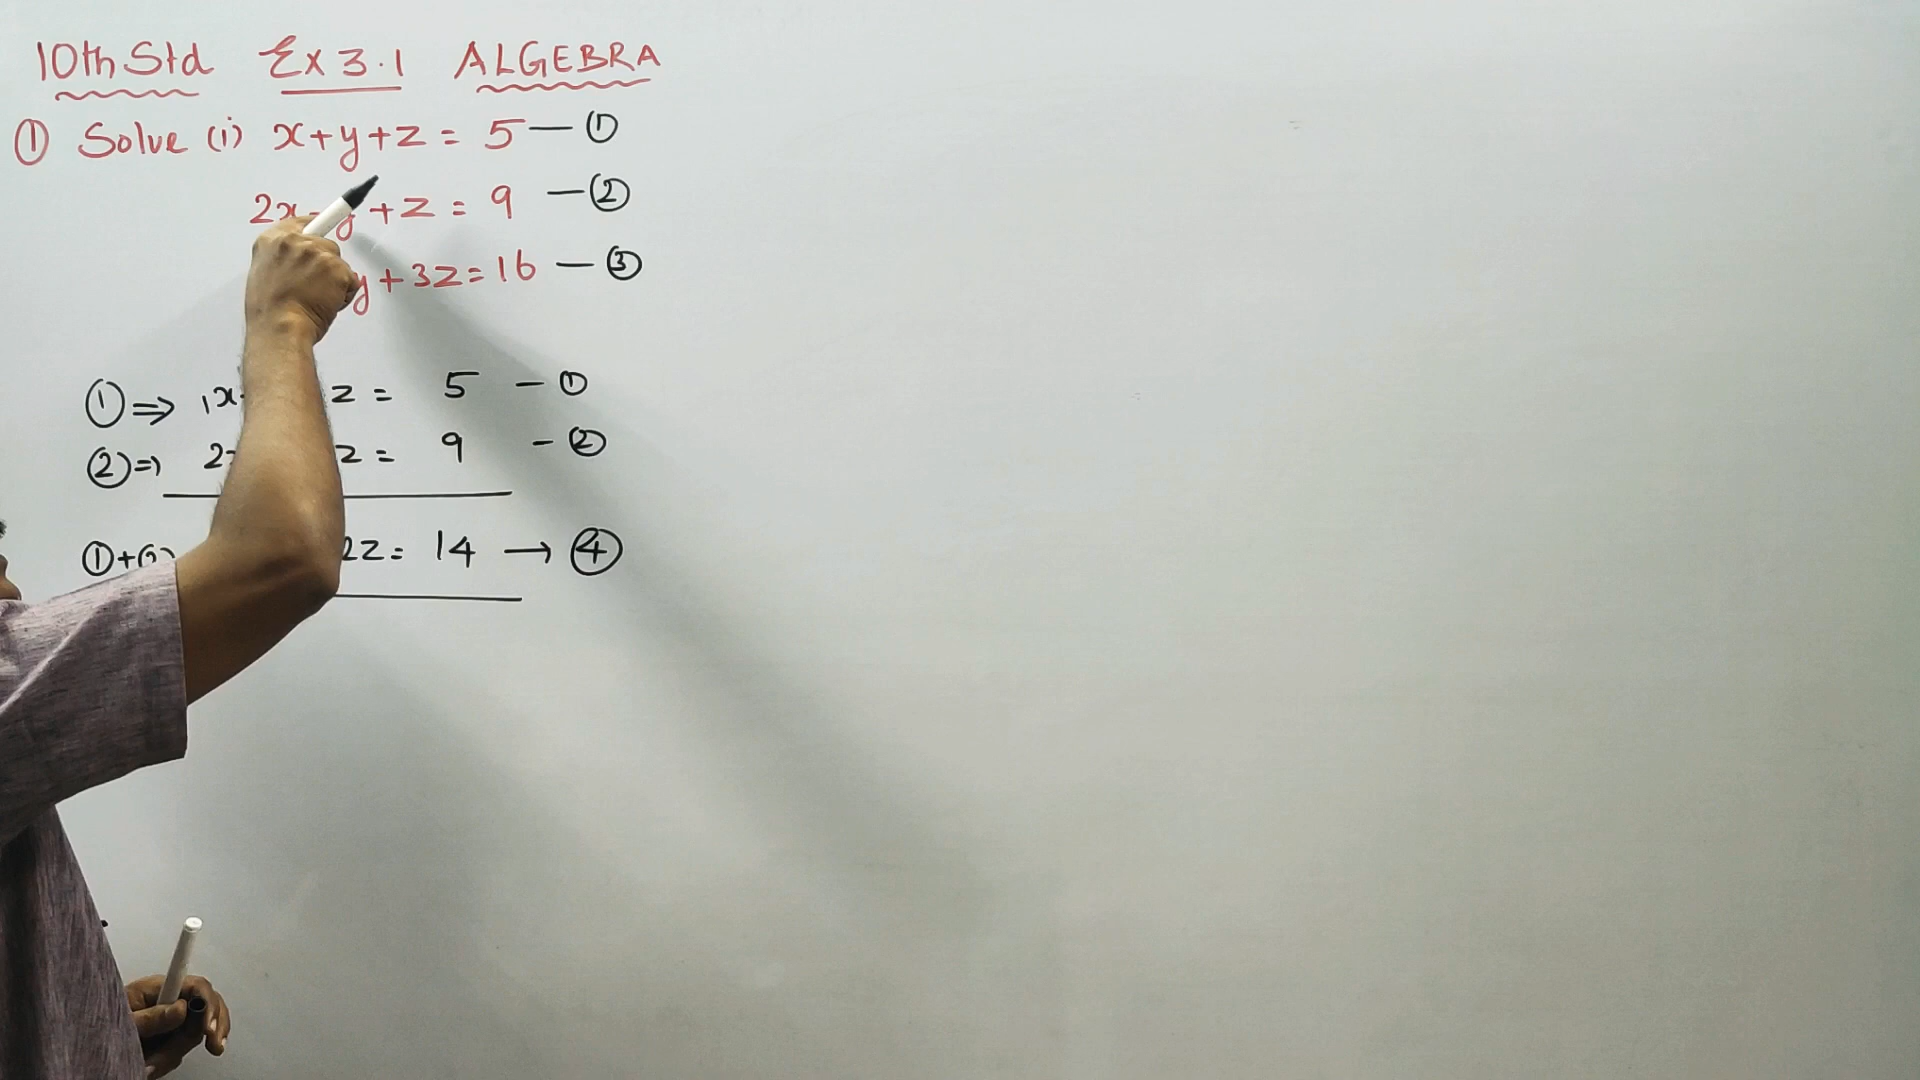 10th Std Ex 3.1 ALGEBRA
① Solve (i) x+y+z = 5 — ①
2x-y+z = 9 — ②
y+3z=16 — ③
①⇒ 1x z = 5 - ①
②⇒ 2 z = 9 - ②
①+② 2z= 14 → ④